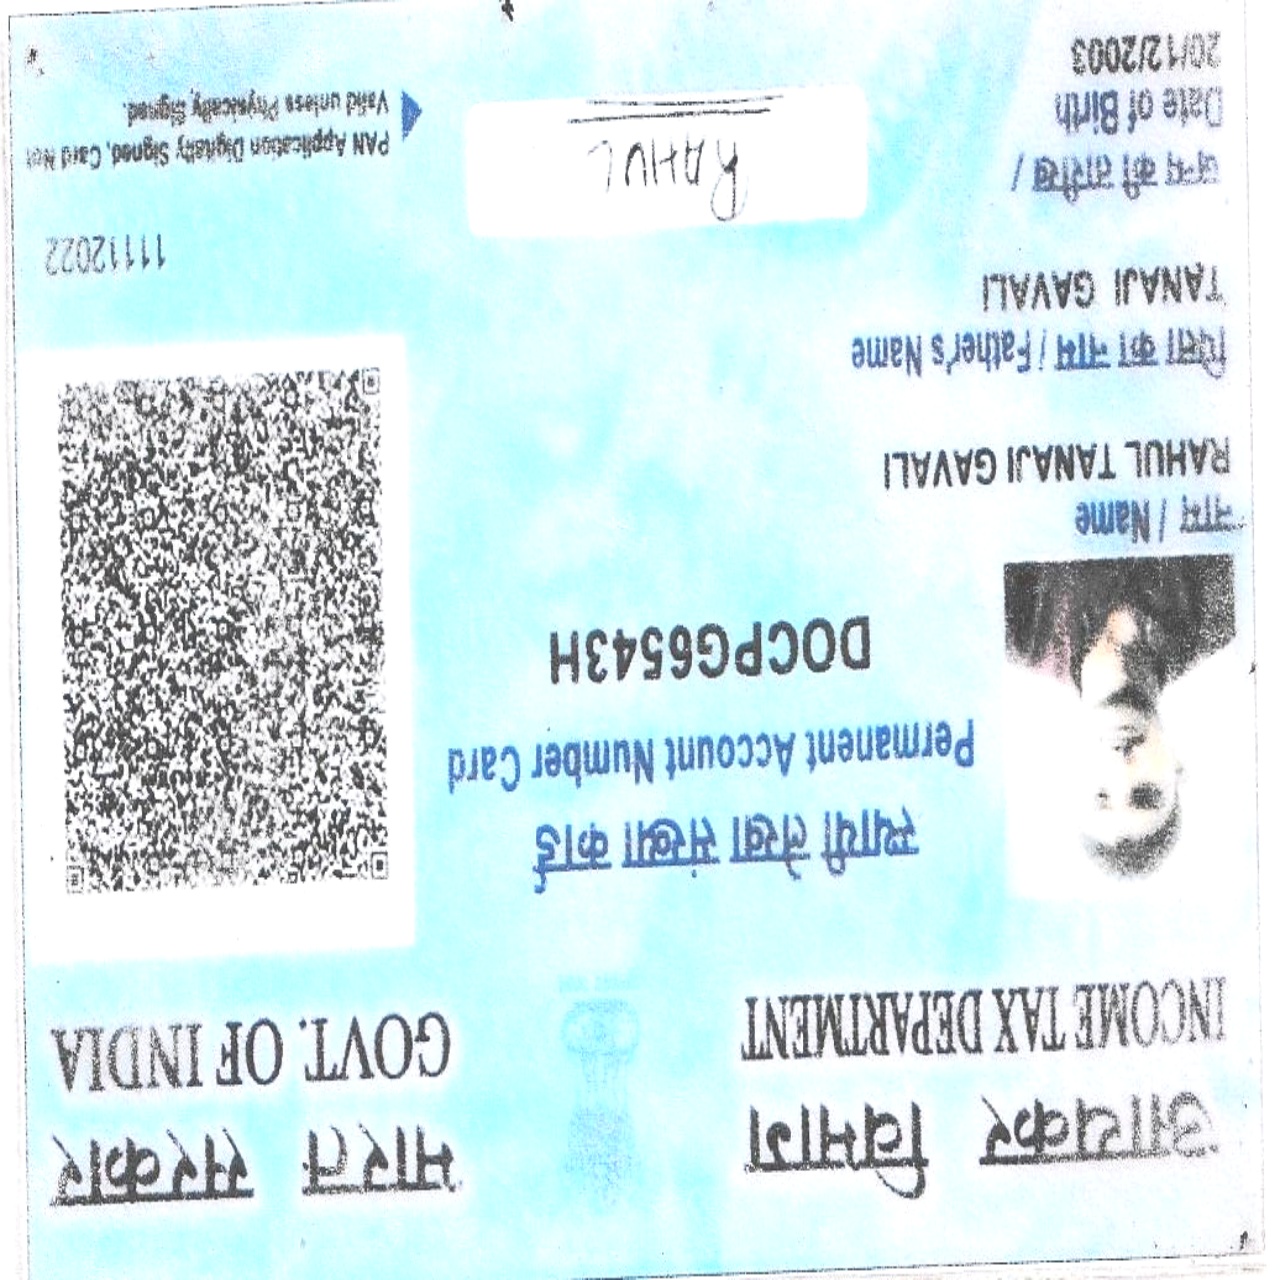 आयकर विभाग
INCOME TAX DEPARTMENT
भारत सरकार
GOVT. OF INDIA
स्थायी लेखा संख्या कार्ड
Permanent Account Number Card
DOCPG6543H
नाम / Name
RAHUL TANAJI GAVALI
पिता का नाम / Father's Name
TANAJI GAVALI
जन्म की तारीख /
Date of Birth
20/12/2003
RAHUL
11112022
PAN Application Digitally Signed, Card Not
Valid unless Physically Signed.